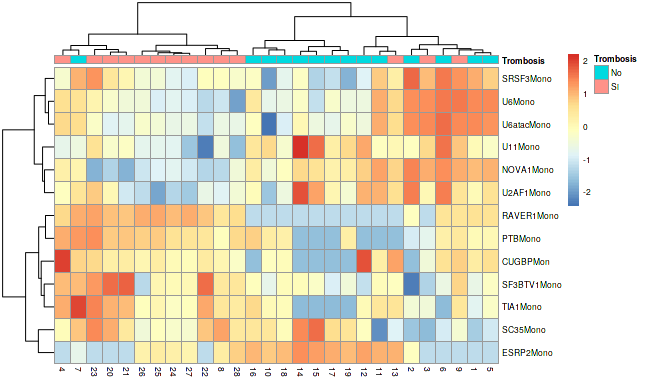 Trombosis
SRSF3Mono
U6Mono
U6atacMono
U11Mono
NOVA1Mono
U2AF1Mono
RAVER1Mono
PTBMono
CUGBPMon
SF3BTV1Mono
TIA1Mono
SC35Mono
ESRP2Mono
4 7 23 20 21 26 25 24 27 22 8 28 16 10 18 14 15 17 19 12 11 13 2 3 6 9 1 5
2
1
0
-1
-2
Trombosis
No
SI